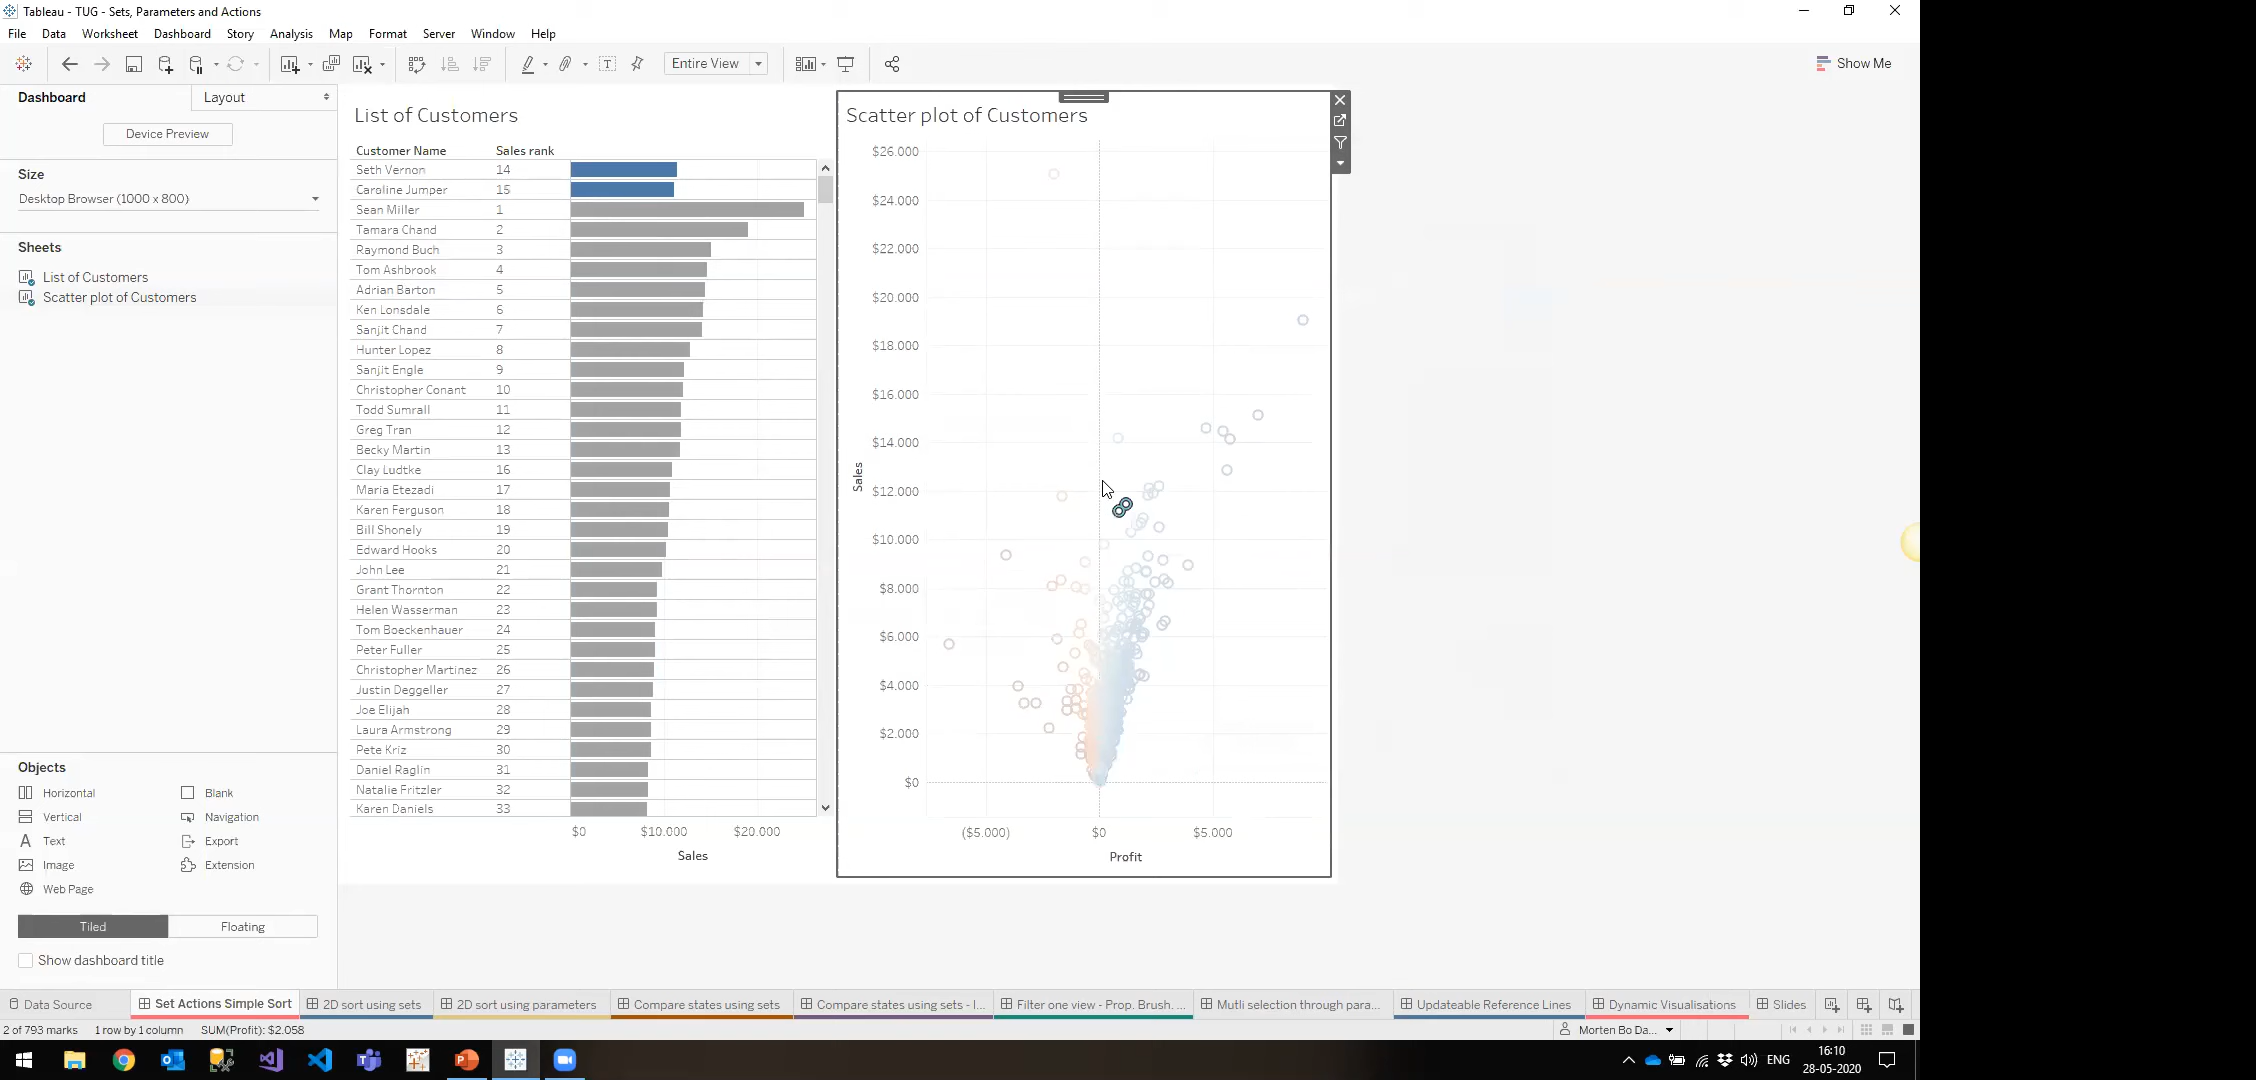 Tableau - TUG - Sets, Parameters and Actions
File Data Worksheet Dashboard Story Analysis Map Format Server Window Help
Entire View
Show Me
Dashboard Layout
Device Preview
Size
Desktop Browser (1000 x 800)
Sheets
List of Customers
Scatter plot of Customers
Objects
Horizontal Blank
Vertical Navigation
Text Export
Image Extension
Web Page
Tiled Floating
Show dashboard title
List of Customers
Customer Name Sales rank
Seth Vernon 14
Caroline Jumper 15
Sean Miller 1
Tamara Chand 2
Raymond Buch 3
Tom Ashbrook 4
Adrian Barton 5
Ken Lonsdale 6
Sanjit Chand 7
Hunter Lopez 8
Sanjit Engle 9
Christopher Conant 10
Todd Sumrall 11
Greg Tran 12
Becky Martin 13
Clay Ludtke 16
Maria Etezadi 17
Karen Ferguson 18
Bill Shonely 19
Edward Hooks 20
John Lee 21
Grant Thornton 22
Helen Wasserman 23
Tom Boeckenhauer 24
Peter Fuller 25
Christopher Martinez 26
Justin Deggeller 27
Joe Elijah 28
Laura Armstrong 29
Pete Kriz 30
Daniel Raglin 31
Natalie Fritzler 32
Karen Daniels 33
$0 $10.000 $20.000
Sales
Scatter plot of Customers
$26.000
$24.000
$22.000
$20.000
$18.000
$16.000
$14.000
$12.000
$10.000
$8.000
$6.000
$4.000
$2.000
$0
Sales
($5.000) $0 $5.000
Profit
Data Source Set Actions Simple Sort 2D sort using sets 2D sort using parameters Compare states using sets Compare states using sets - I... Filter one view - Prop. Brush. ... Mutli selection through para... Updateable Reference Lines Dynamic Visualisations Slides
2 of 793 marks 1 row by 1 column SUM(Profit): $2.058 Morten Bo Da...
ENG 16:10
28-05-2020